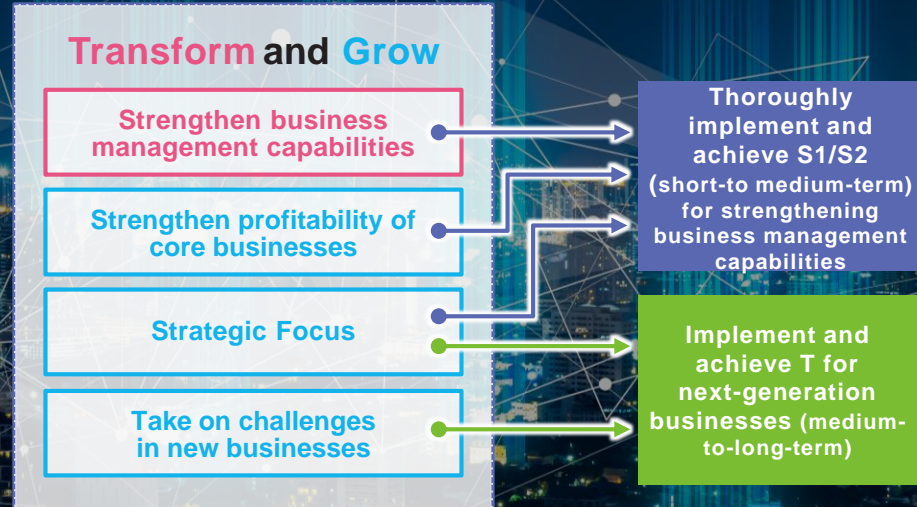 Transform and Grow
Strengthen business
management capabilities
Strengthen profitability of
core businesses
Strategic Focus
Take on challenges
in new businesses
Thoroughly
implement and
achieve S1/S2
(short-to medium-term)
for strengthening
business management
capabilities
Implement and
achieve T for
next-generation
businesses (medium-
to-long-term)